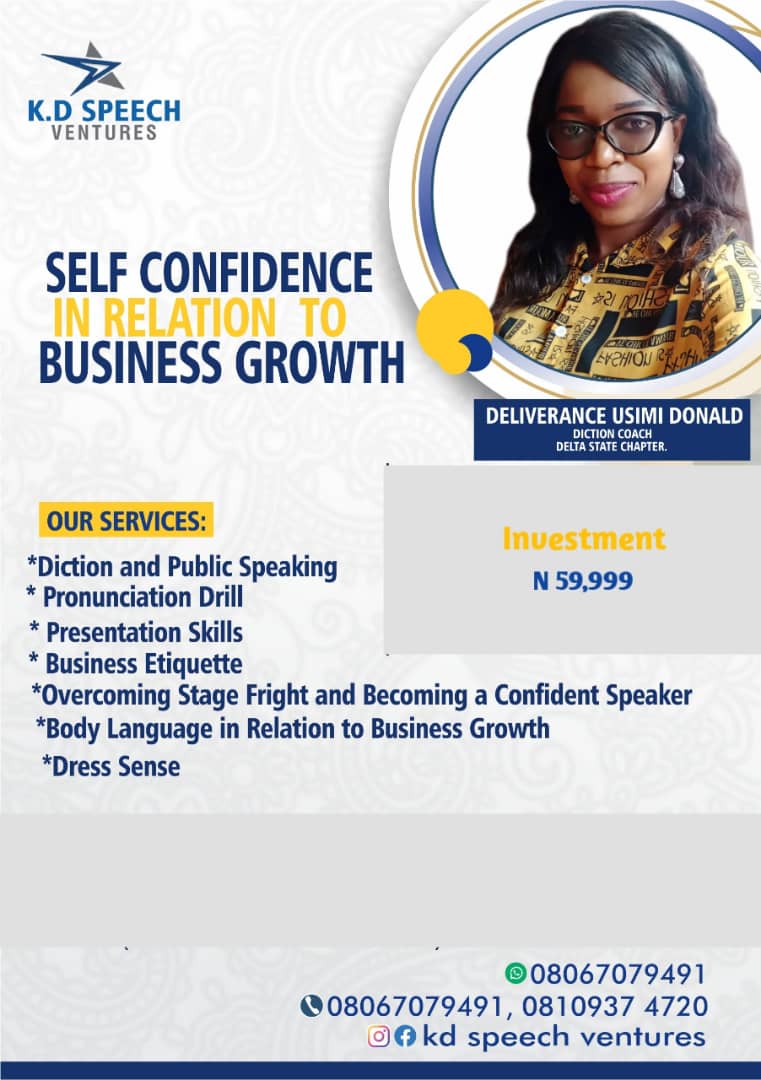 K.D SPEECH
VENTURES
SELF CONFIDENCE
IN RELATION TO
BUSINESS GROWTH
DELIVERANCE USIMI DONALD
DICTION COACH
DELTA STATE CHAPTER.
Investment
N 59,999
OUR SERVICES:
*Diction and Public Speaking
* Pronunciation Drill
* Presentation Skills
* Business Etiquette
*Overcoming Stage Fright and Becoming a Confident Speaker
*Body Language in Relation to Business Growth
*Dress Sense
08067079491
08067079491, 0810937 4720
kd speech ventures